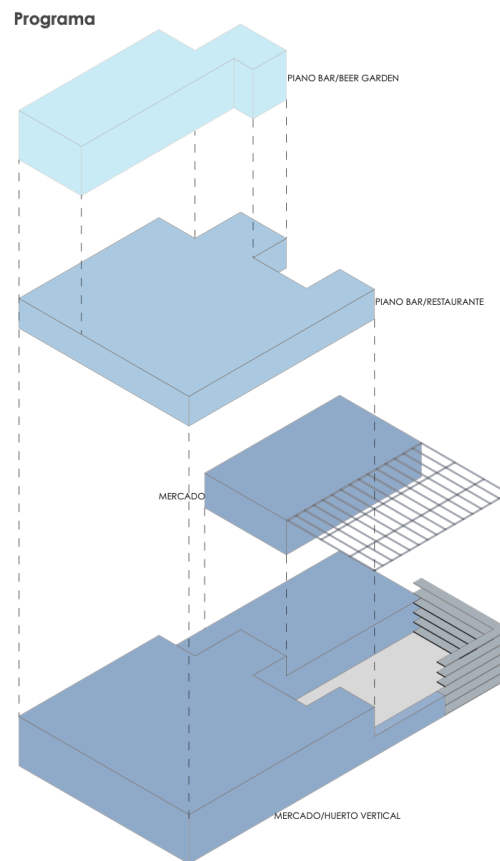 Programa
PIANO BAR/BEER GARDEN
PIANO BAR/RESTAURANTE
MERCADO
MERCADO/HUERTO VERTICAL